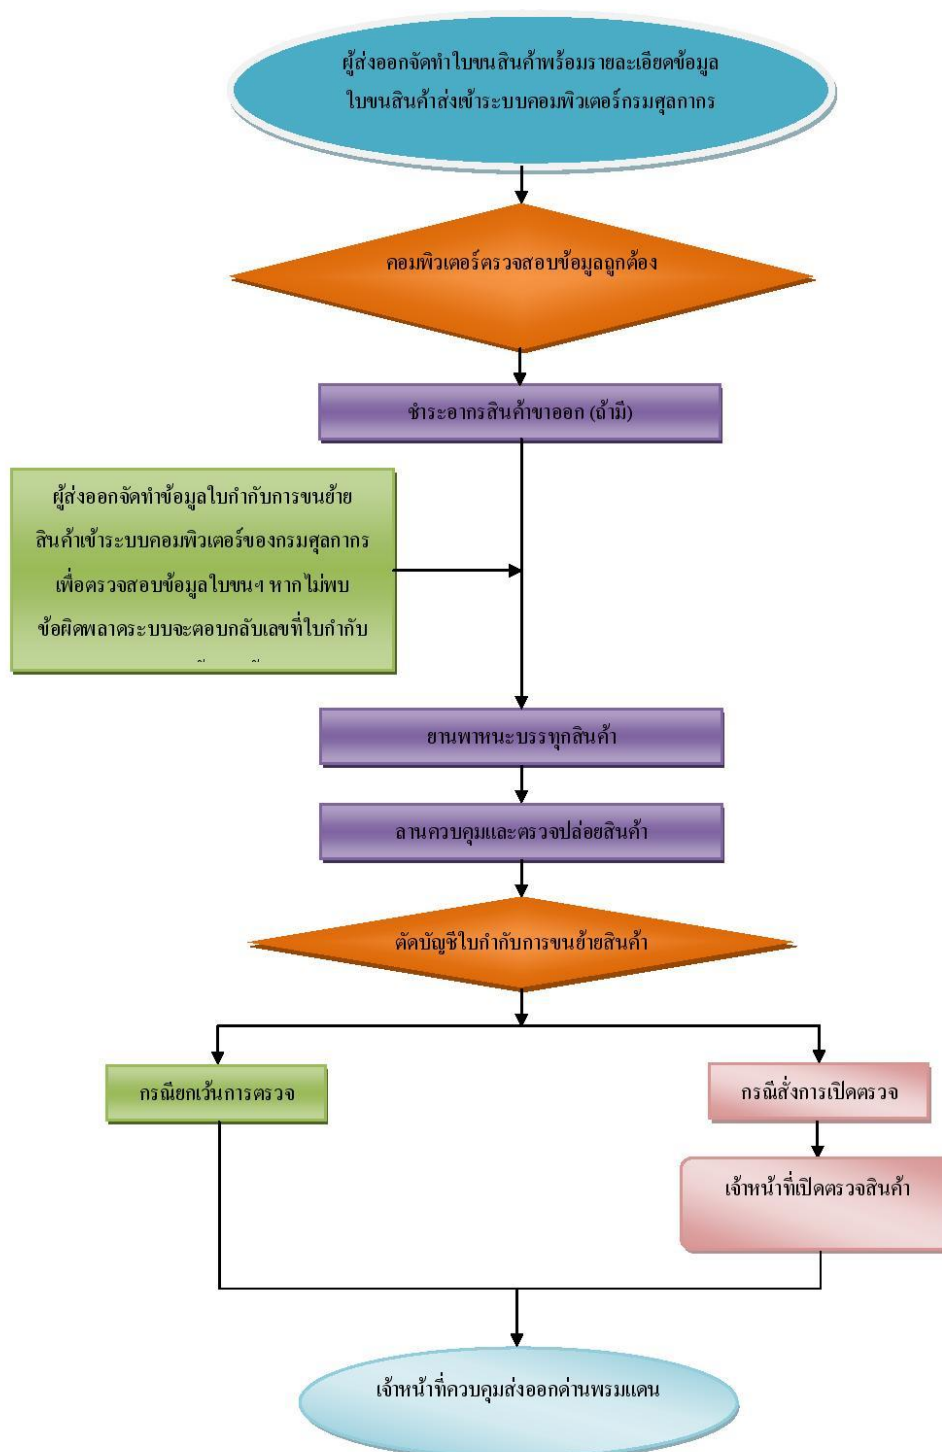 ผู้ส่งออกจัดทำใบขนสินค้าพร้อมรายละเอียดข้อมูล
ใบขนสินค้าส่งเข้าระบบคอมพิวเตอร์กรมศุลกากร
คอมพิวเตอร์ตรวจสอบข้อมูลถูกต้อง
ชำระอากรสินค้าขาออก (ถ้ามี)
ผู้ส่งออกจัดทำข้อมูลใบกำกับการขนย้าย
สินค้าเข้าระบบคอมพิวเตอร์ของกรมศุลกากร
เพื่อตรวจสอบข้อมูลใบขนฯ หากไม่พบ
ข้อผิดพลาดระบบจะตอบกลับเลขที่ใบกำกับ
ยานพาหนะบรรทุกสินค้า
ลานควบคุมและตรวจปล่อยสินค้า
ตัดบัญชีใบกำกับการขนย้ายสินค้า
กรณียกเว้นการตรวจ
กรณีสั่งการเปิดตรวจ
เจ้าหน้าที่เปิดตรวจสินค้า
เจ้าหน้าที่ควบคุมส่งออกด่านพรมแดน